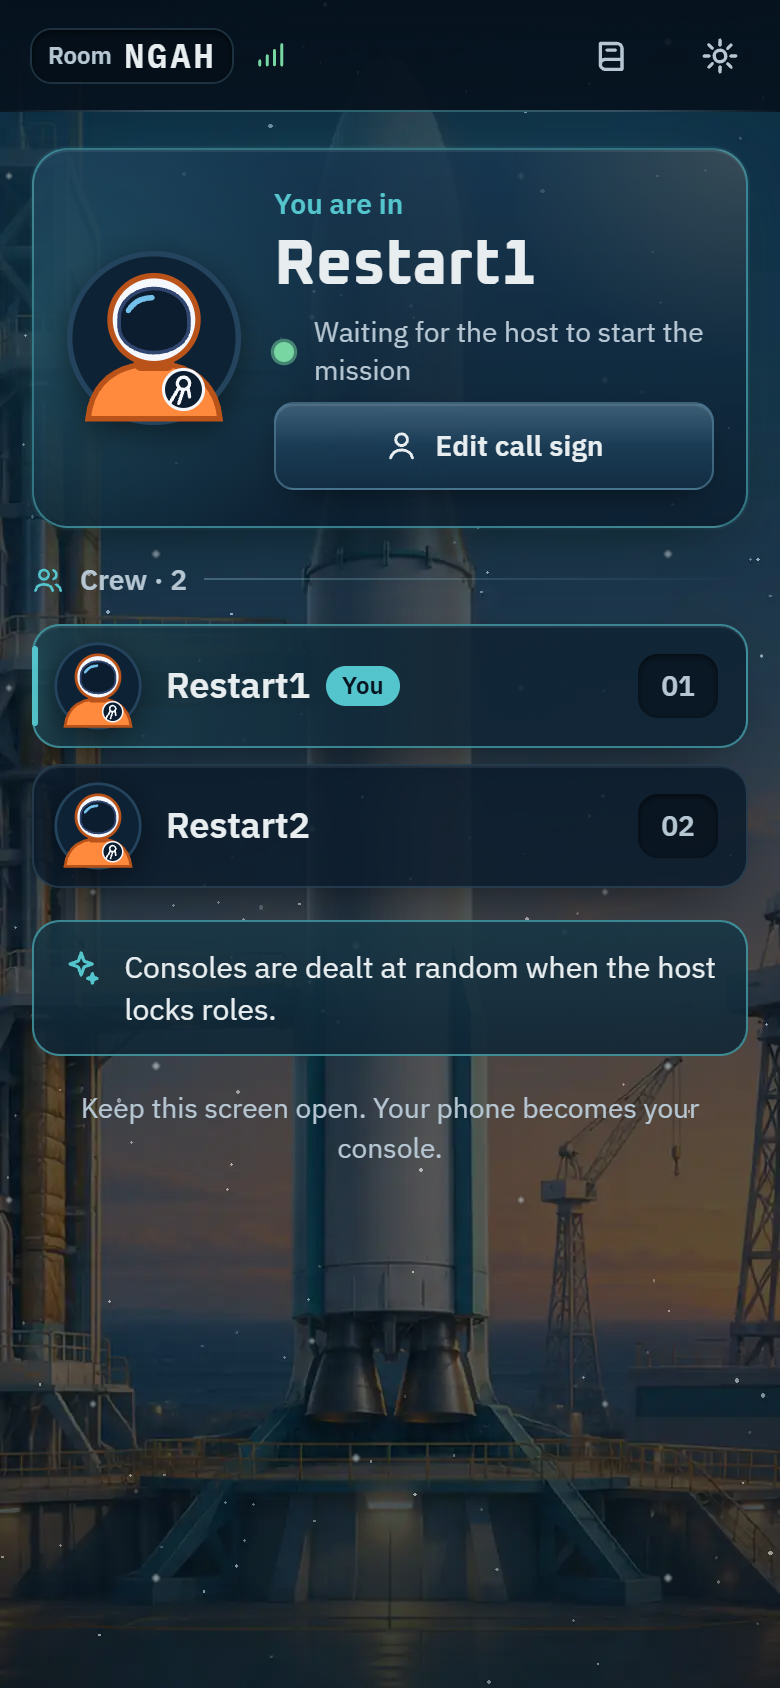 Room NGAH
You are in
Restart1
Waiting for the host to start the
mission
Edit call sign
Crew · 2
Restart1 You 01
Restart2 02
Consoles are dealt at random when the host
locks roles.
Keep this screen open. Your phone becomes your
console.